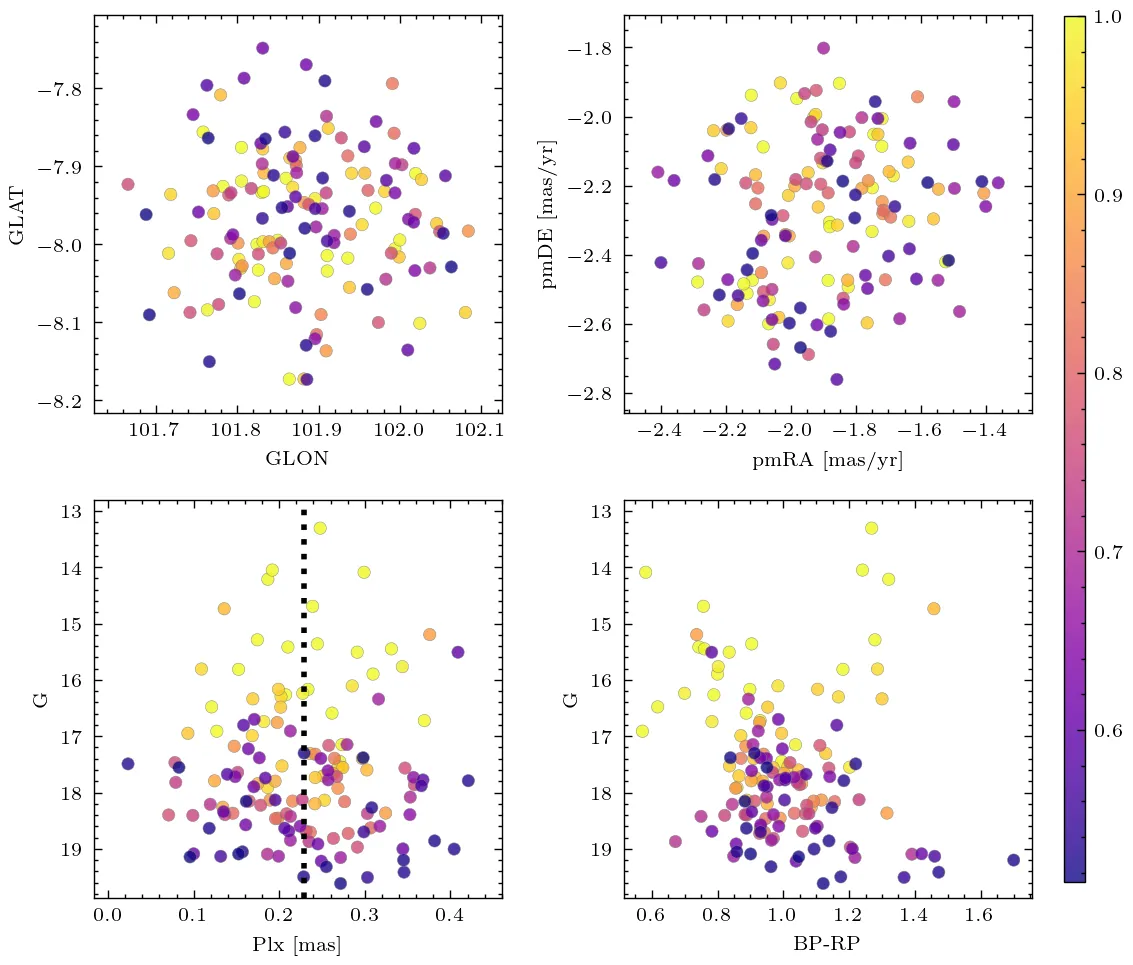 −7.8
−7.9
−8.0
−8.1
−8.2
GLAT
101.7 101.8 101.9 102.0 102.1
GLON
−1.8
−2.0
−2.2
−2.4
−2.6
−2.8
pmDE [mas/yr]
−2.4 −2.2 −2.0 −1.8 −1.6 −1.4
pmRA [mas/yr]
13
14
15
16
17
18
19
G
0.0 0.1 0.2 0.3 0.4
Plx [mas]
13
14
15
16
17
18
19
G
0.6 0.8 1.0 1.2 1.4 1.6
BP-RP
1.0
0.9
0.8
0.7
0.6